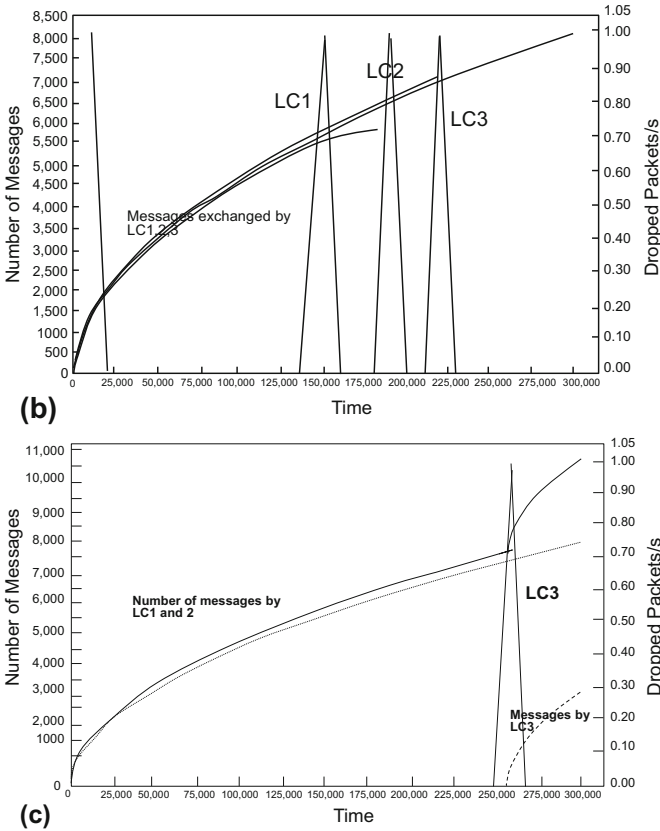 8,500
8,000
7,500
7,000
6,500
6,000
5,500
5,000
4,500
4,000
3,500
3,000
2,500
2,000
1,500
1,000
500
0
Number of Messages
LC1
LC2
LC3
Messages exchanged by
LC1,2,3
1.05
1.00
0.90
0.80
0.70
0.60
0.50
0.40
0.30
0.20
0.10
0.00
Dropped Packets/s
0 25,000 50,000 75,000 100,000 125,000 150,000 175,000 200,000 225,000 250,000 275,000 300,000
Time
(b)
11,000
10,000
9,000
8,000
7,000
6,000
5,000
4,000
3,000
2,000
1000
0
Number of Messages
Number of messages by
LC1 and 2
LC3
Messages by
LC3
1.05
1.00
0.90
0.80
0.70
0.60
0.50
0.40
0.30
0.20
0.10
0.00
Dropped Packets/s
0 25,000 50,000 75,000 100,000 125,000 150,000 175,000 200,000 225,000 250,000 275,000 300,000
Time
(c)